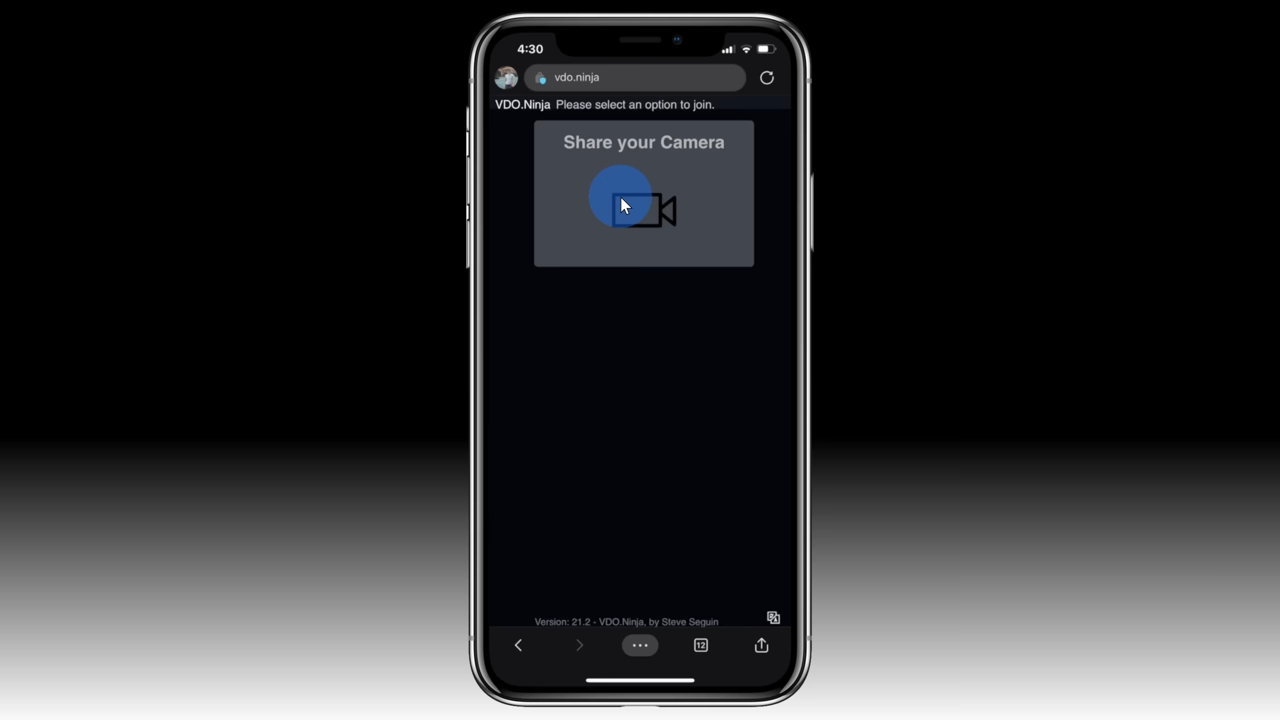 4:30
vdo.ninja
VDO.Ninja Please select an option to join.
Share your Camera
Version: 21.2 - VDO.Ninja, by Steve Seguin
12